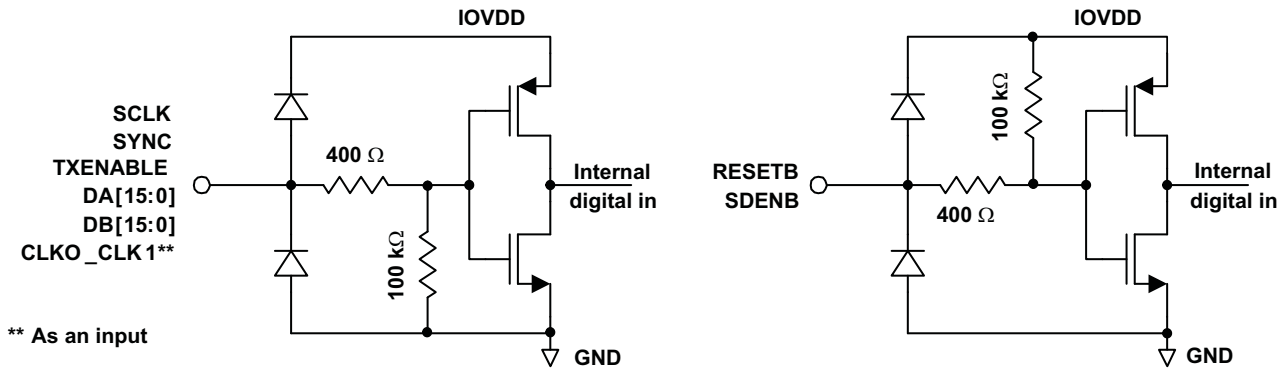 IOVDD
SCLK
SYNC
TXENABLE
DA[15:0]
DB[15:0]
CLKO_CLK1**
400 Ω
100 kΩ
Internal
digital in
GND
** As an input
IOVDD
100 kΩ
RESETB
SDENB
400 Ω
Internal
digital in
GND